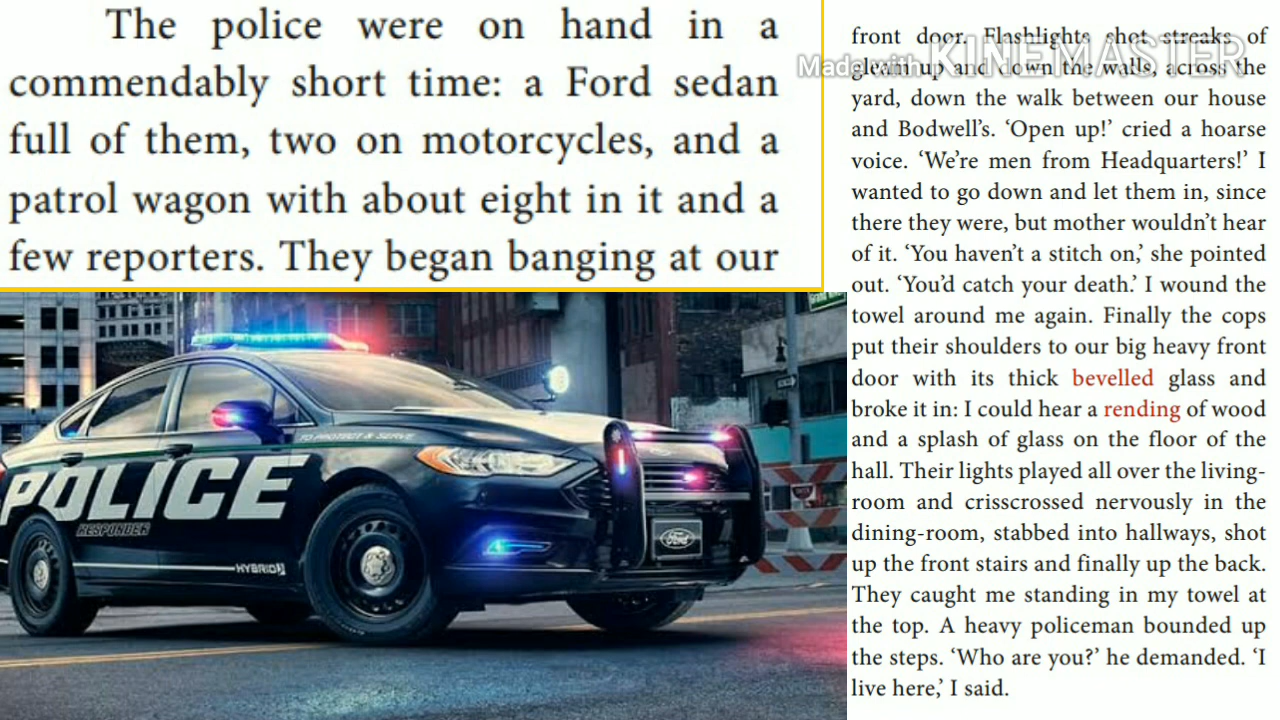 The police were on hand in a
commendably short time: a Ford sedan
full of them, two on motorcycles, and a
patrol wagon with about eight in it and a
few reporters. They began banging at our
front door. Flashlights shot streaks of
gleam up and down the walls, across the
yard, down the walk between our house
and Bodwell’s. ‘Open up!’ cried a hoarse
voice. ‘We’re men from Headquarters!’ I
wanted to go down and let them in, since
there they were, but mother wouldn’t hear
of it. ‘You haven’t a stitch on,’ she pointed
out. ‘You’d catch your death.’ I wound the
towel around me again. Finally the cops
put their shoulders to our big heavy front
door with its thick bevelled glass and
broke it in: I could hear a rending of wood
and a splash of glass on the floor of the
hall. Their lights played all over the living-
room and crisscrossed nervously in the
dining-room, stabbed into hallways, shot
up the front stairs and finally up the back.
They caught me standing in my towel at
the top. A heavy policeman bounded up
the steps. ‘Who are you?’ he demanded. ‘I
live here,’ I said.
Made with KINEMASTER
TO PROTECT & SERVE
POLICE
RESPONDER
HYBRID
Ford